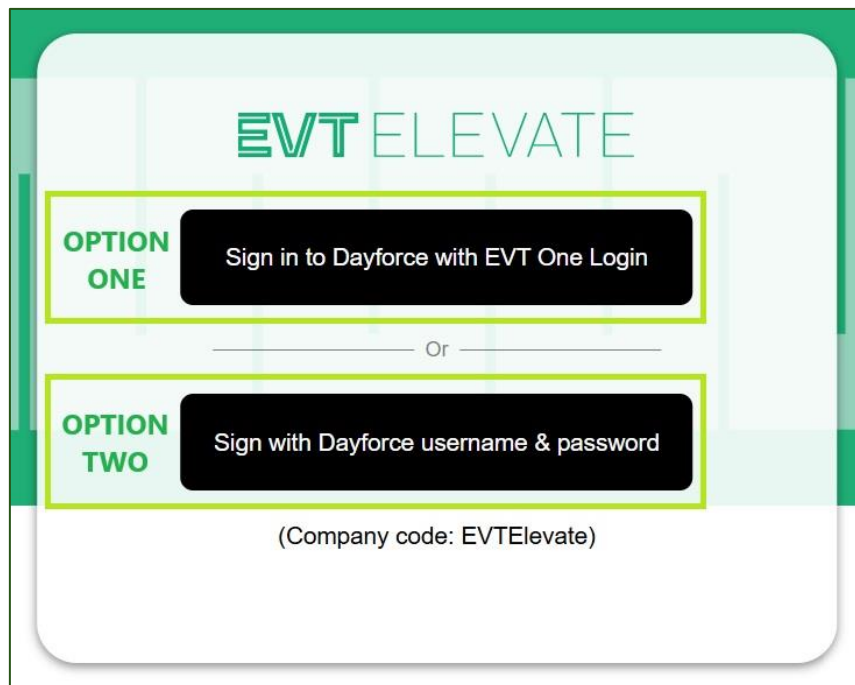 EVT ELEVATE
OPTION
ONE
Sign in to Dayforce with EVT One Login
Or
OPTION
TWO
Sign with Dayforce username & password
(Company code: EVTElevate)